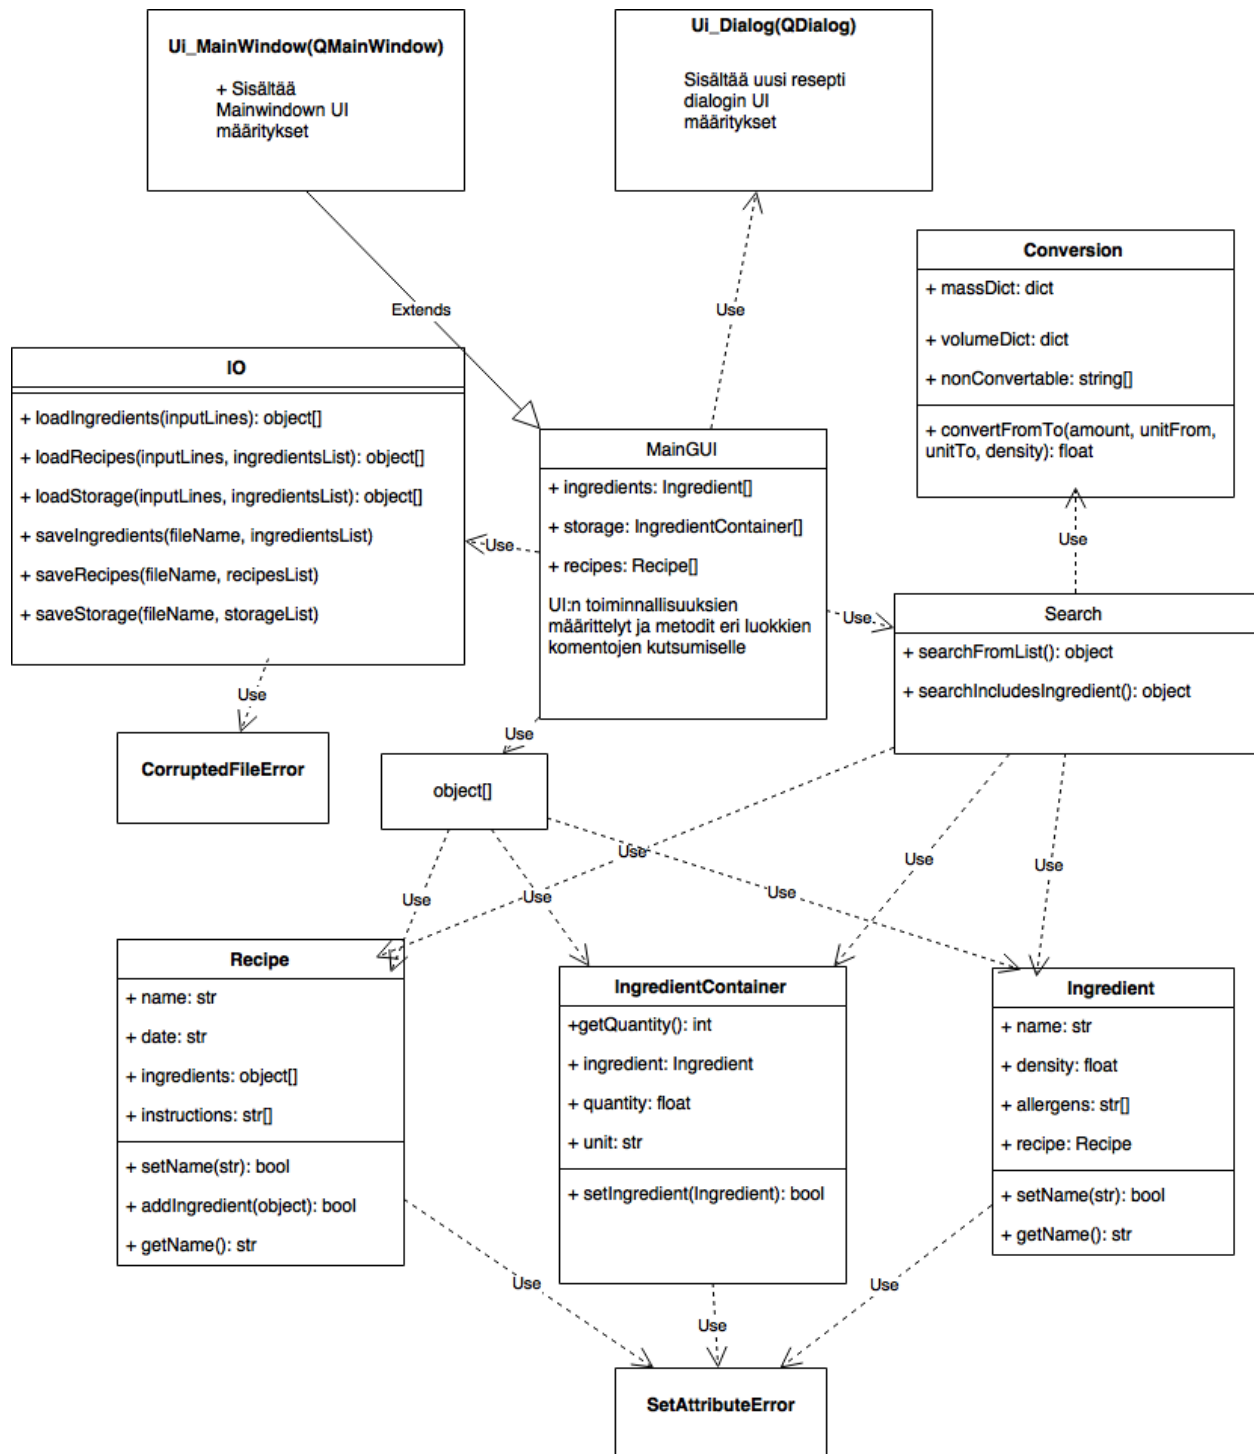 Ui_MainWindow(QMainWindow)
+ Sisältää
Mainwindown UI
määritykset
Ui_Dialog(QDialog)
Sisältää uusi resepti
dialogin UI
määritykset
Extends
Use
Conversion
+ massDict: dict
+ volumeDict: dict
+ nonConvertable: string[]
+ convertFromTo(amount, unitFrom,
unitTo, density): float
IO
+ loadIngredients(inputLines): object[]
+ loadRecipes(inputLines, ingredientsList): object[]
+ loadStorage(inputLines, ingredientsList): object[]
+ saveIngredients(fileName, ingredientsList)
+ saveRecipes(fileName, recipesList)
+ saveStorage(fileName, storageList)
Use
MainGUI
+ ingredients: Ingredient[]
+ storage: IngredientContainer[]
+ recipes: Recipe[]
UI:n toiminnallisuuksien
määrittelyt ja metodit eri luokkien
komentojen kutsumiselle
Use
Use
Search
+ searchFromList(): object
+ searchIncludesIngredient(): object
Use
CorruptedFileError
Use
object[]
Use
Use
Use
Use
Use
Use
Recipe
+ name: str
+ date: str
+ ingredients: object[]
+ instructions: str[]
+ setName(str): bool
+ addIngredient(object): bool
+ getName(): str
IngredientContainer
+getQuantity(): int
+ ingredient: Ingredient
+ quantity: float
+ unit: str
+ setIngredient(Ingredient): bool
Ingredient
+ name: str
+ density: float
+ allergens: str[]
+ recipe: Recipe
+ setName(str): bool
+ getName(): str
Use
Use
Use
SetAttributeError